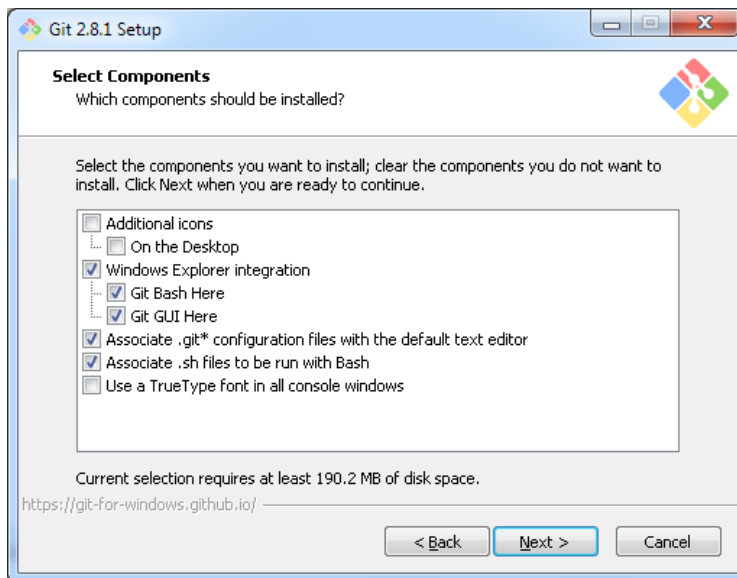 Git 2.8.1 Setup
Select Components
Which components should be installed?
Select the components you want to install; clear the components you do not want to
install. Click Next when you are ready to continue.
Additional icons
On the Desktop
Windows Explorer integration
Git Bash Here
Git GUI Here
Associate .git* configuration files with the default text editor
Associate .sh files to be run with Bash
Use a TrueType font in all console windows
Current selection requires at least 190.2 MB of disk space.
https://git-for-windows.github.io/
< Back Next > Cancel